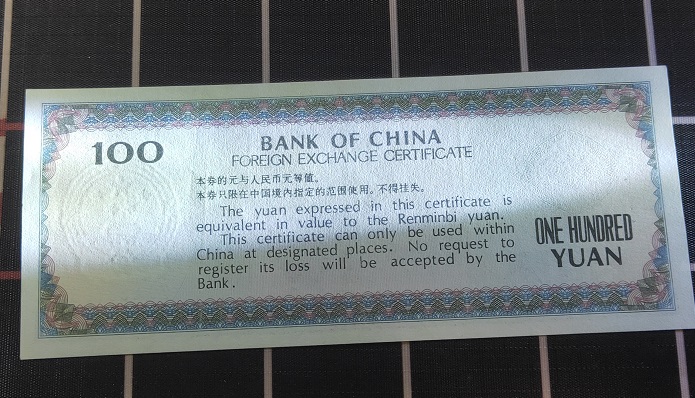 100
BANK OF CHINA
FOREIGN EXCHANGE CERTIFICATE
本券的元与人民币元等值。
本券只限在中国境内指定的范围使用。不得挂失。
The yuan expressed in this certificate is
equivalent in value to the Renminbi yuan.
This certificate can only be used within
China at designated places. No request to
register its loss will be accepted by the
Bank.
ONE HUNDRED
YUAN